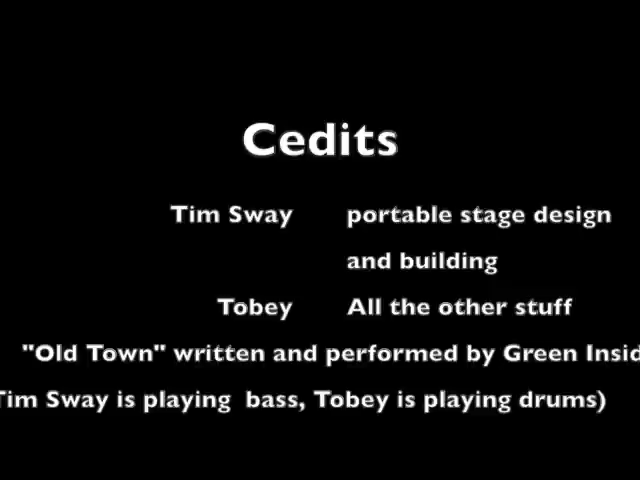 Cedits
Tim Sway portable stage design
and building
Tobey All the other stuff
"Old Town" written and performed by Green Insid
Tim Sway is playing bass, Tobey is playing drums)